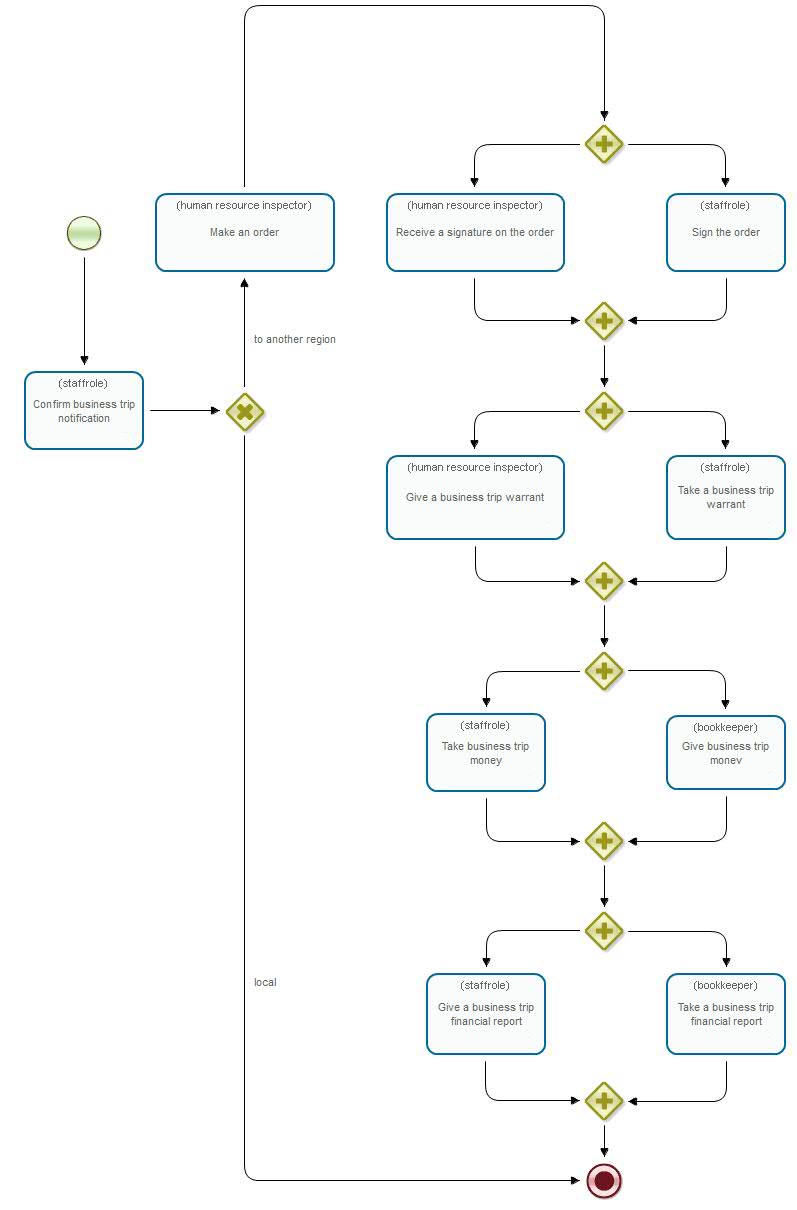 (human resource inspector)
Make an order
(human resource inspector)
Receive a signature on the order
(staffrole)
Sign the order
to another region
(staffrole)
Confirm business trip
notification
(human resource inspector)
Give a business trip warrant
(staffrole)
Take a business trip
warrant
(staffrole)
Take business trip
money
(bookkeeper)
Give business trip
money
local
(staffrole)
Give a business trip
financial report
(bookkeeper)
Take a business trip
financial report